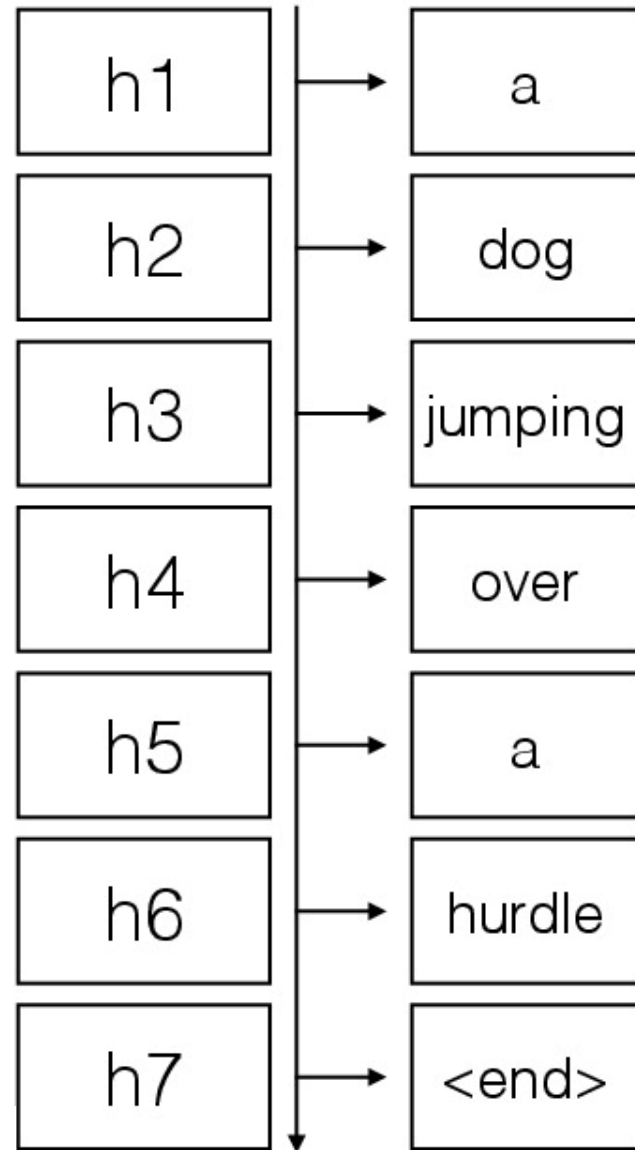 h1 a
h2 dog
h3 jumping
h4 over
h5 a
h6 hurdle
h7 <end>